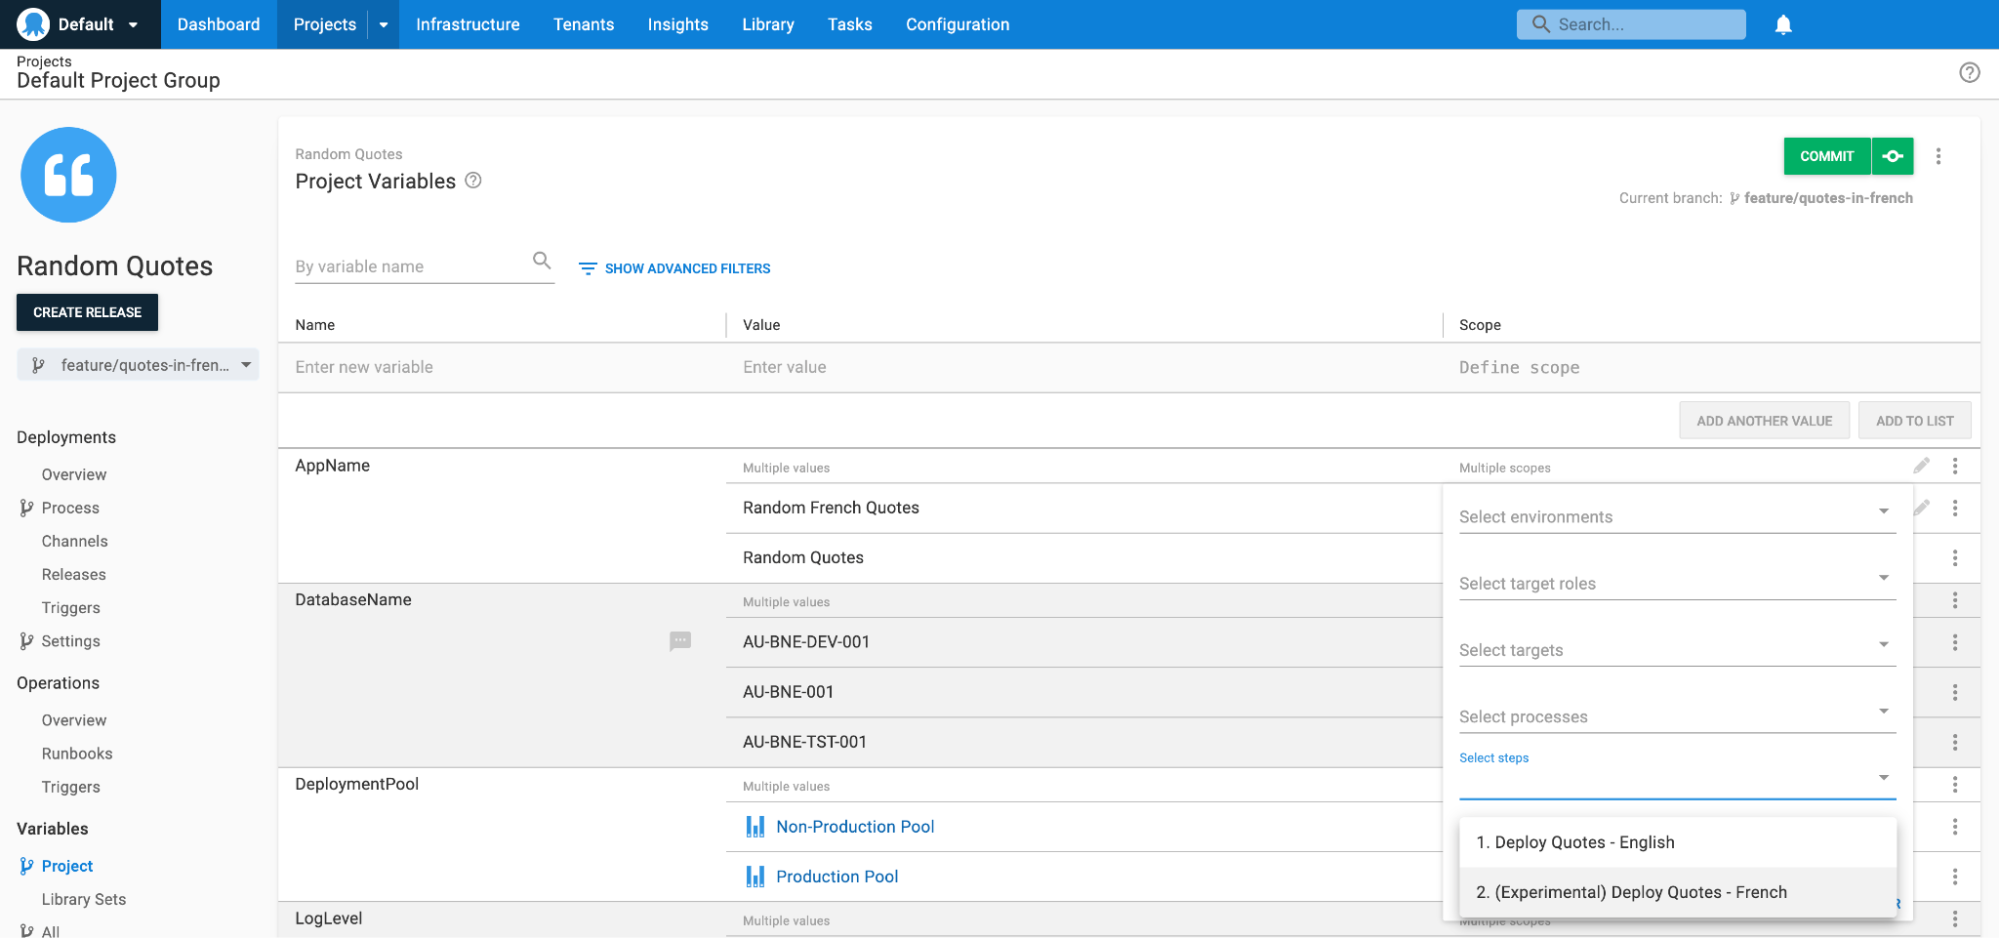 Default
Dashboard
Projects
Infrastructure
Tenants
Insights
Library
Tasks
Configuration
Search...
Projects
Default Project Group
Random Quotes
CREATE RELEASE
feature/quotes-in-fren...
Deployments
Overview
Process
Channels
Releases
Triggers
Settings
Operations
Overview
Runbooks
Triggers
Variables
Project
Library Sets
All
Random Quotes
Project Variables
COMMIT
Current branch: feature/quotes-in-french
By variable name
SHOW ADVANCED FILTERS
Name Value Scope
Enter new variable Enter value Define scope
ADD ANOTHER VALUE ADD TO LIST
AppName Multiple values Multiple scopes
Random French Quotes
Random Quotes
DatabaseName Multiple values
AU-BNE-DEV-001
AU-BNE-001
AU-BNE-TST-001
DeploymentPool Multiple values
Non-Production Pool
Production Pool
LogLevel Multiple values Multiple scopes
Select environments
Select target roles
Select targets
Select processes
Select steps
1. Deploy Quotes - English
2. (Experimental) Deploy Quotes - French
R